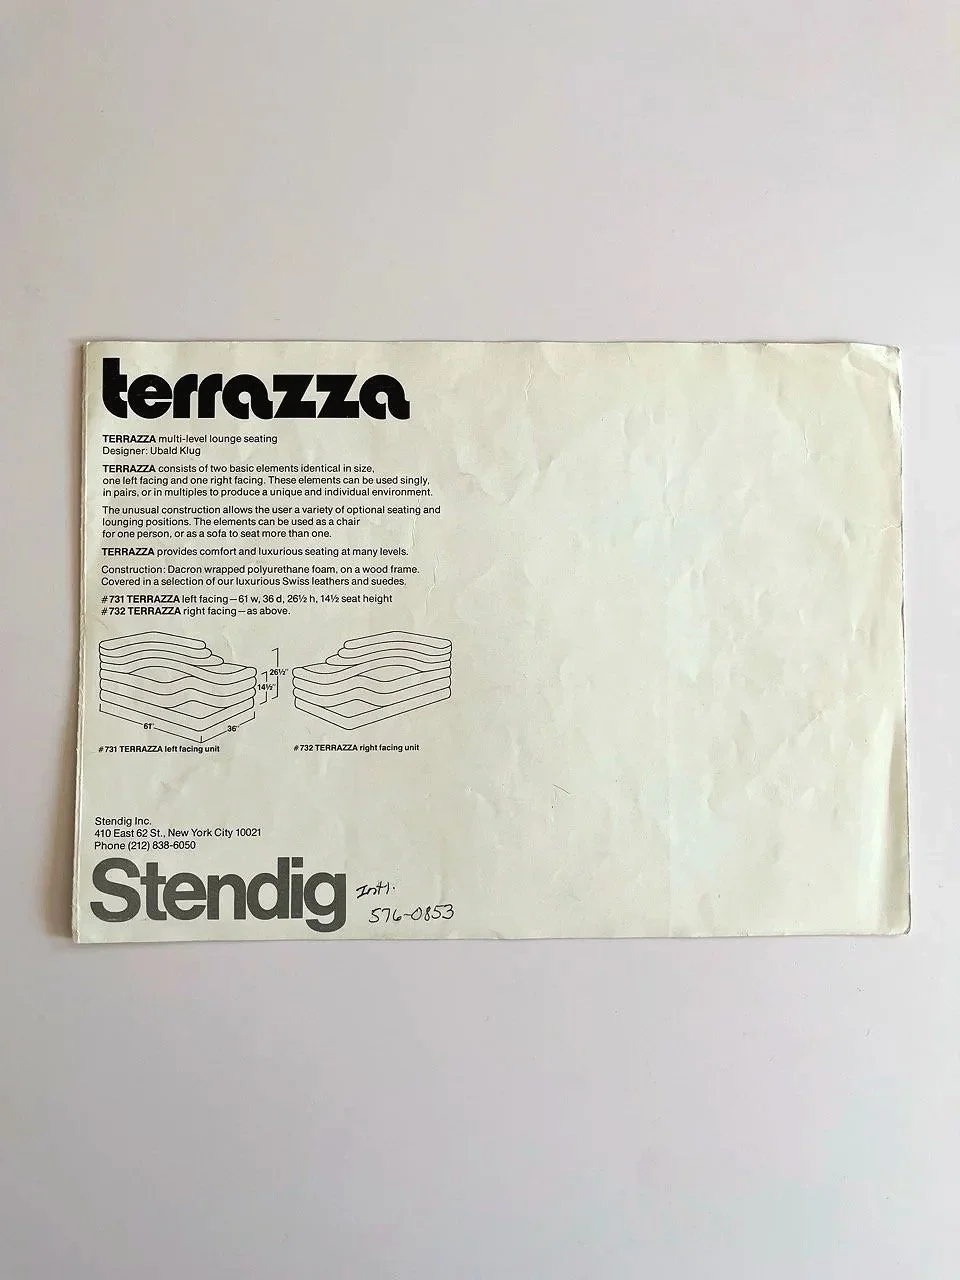 terrazza
TERRAZZA multi-level lounge seating
Designer: Ubald Klug
TERRAZZA consists of two basic elements identical in size,
one left facing and one right facing. These elements can be used singly,
in pairs, or in multiples to produce a unique and individual environment.
The unusual construction allows the user a variety of optional seating and
lounging positions. The elements can be used as a chair
for one person, or as a sofa to seat more than one.
TERRAZZA provides comfort and luxurious seating at many levels.
Construction: Dacron wrapped polyurethane foam, on a wood frame.
Covered in a selection of our luxurious Swiss leathers and suedes.
#731 TERRAZZA left facing—61 w, 36 d, 26½ h, 14½ seat height
#732 TERRAZZA right facing—as above.
26½"
14½"
61"
36"
#731 TERRAZZA left facing unit
#732 TERRAZZA right facing unit
Stendig Inc.
410 East 62 St., New York City 10021
Phone (212) 838-6050
Stendig
Intl.
576-0853